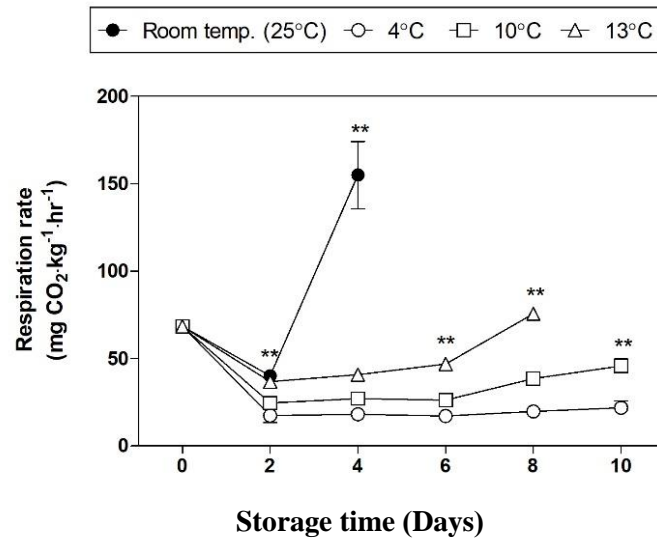 Room temp. (25°C) 4°C 10°C 13°C
200
150
100
50
0
Respiration rate
(mg CO₂·kg⁻¹·hr⁻¹)
**
**
**
**
**
0 2 4 6 8 10
Storage time (Days)